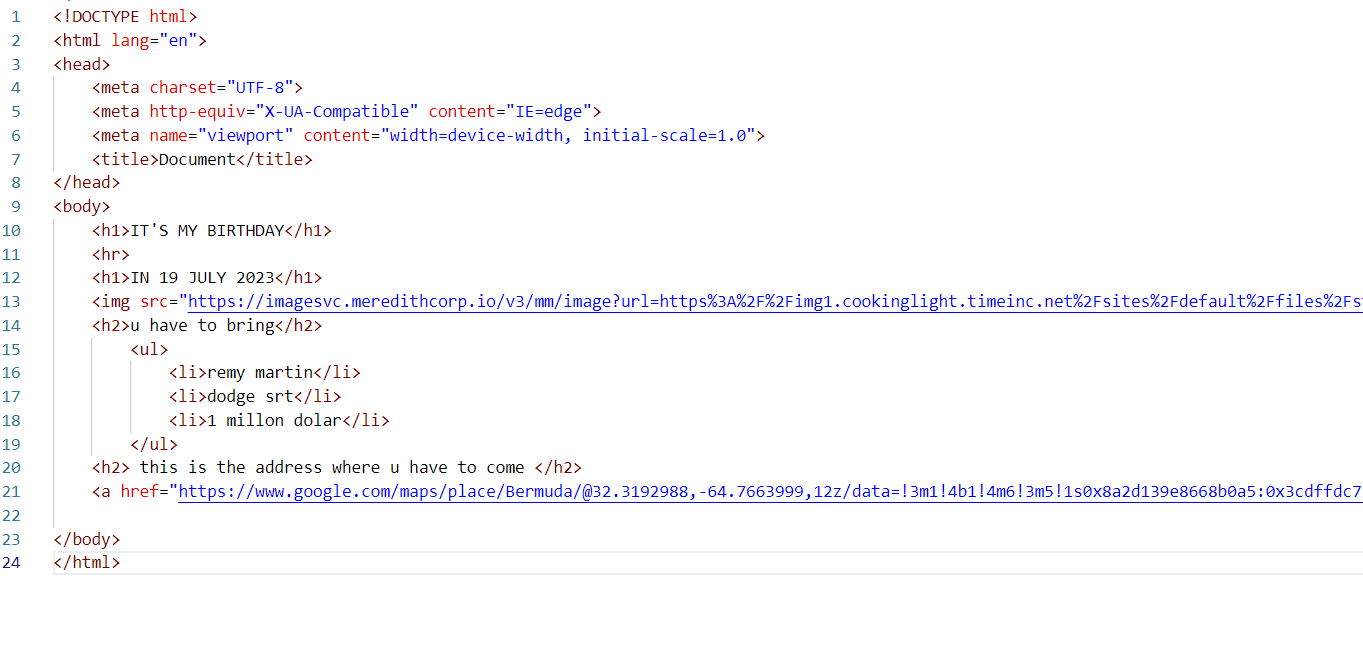 1 <!DOCTYPE html>
2 <html lang="en">
3 <head>
4     <meta charset="UTF-8">
5     <meta http-equiv="X-UA-Compatible" content="IE=edge">
6     <meta name="viewport" content="width=device-width, initial-scale=1.0">
7     <title>Document</title>
8 </head>
9 <body>
10     <h1>IT'S MY BIRTHDAY</h1>
11     <hr>
12     <h1>IN 19 JULY 2023</h1>
13     <img src="https://imagesvc.meredithcorp.io/v3/mm/image?url=https%3A%2F%2Fimg1.cookinglight.timeinc.net%2Fsites%2Fdefault%2Ffiles%2Fs
14     <h2>u have to bring</h2>
15         <ul>
16             <li>remy martin</li>
17             <li>dodge srt</li>
18             <li>1 millon dolar</li>
19         </ul>
20     <h2> this is the address where u have to come </h2>
21     <a href="https://www.google.com/maps/place/Bermuda/@32.3192988,-64.7663999,12z/data=!3m1!4b1!4m6!3m5!1s0x8a2d139e8668b0a5:0x3cdffdc7
22
23 </body>
24 </html>